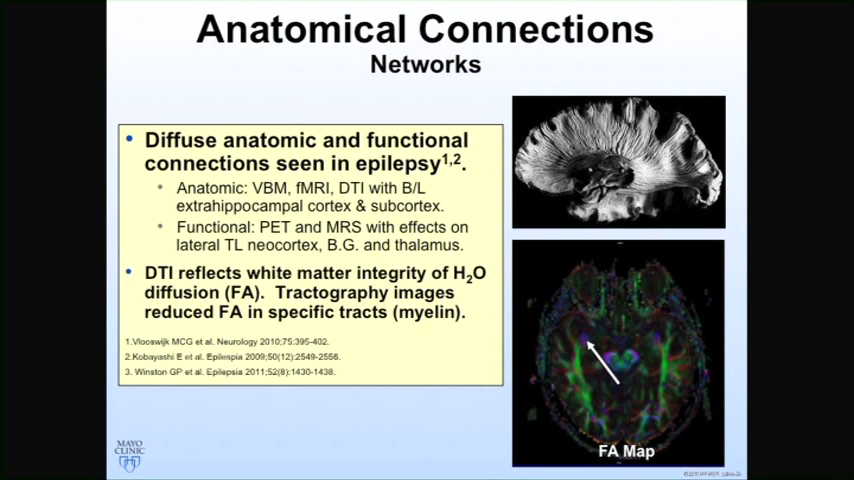 Anatomical Connections
Networks
• Diffuse anatomic and functional
connections seen in epilepsy1,2.
• Anatomic: VBM, fMRI, DTI with B/L
extrahippocampal cortex & subcortex.
• Functional: PET and MRS with effects on
lateral TL neocortex, B.G. and thalamus.
• DTI reflects white matter integrity of H2O
diffusion (FA). Tractography images
reduced FA in specific tracts (myelin).
1.Vlooswijk MCG et al. Neurology 2010;75:395-402.
2.Kobayashi E et al. Epilespia 2009;50(12):2549-2556.
3. Winston GP et al. Epilepsia 2011;52(8):1430-1438.
FA Map
MAYO
CLINIC